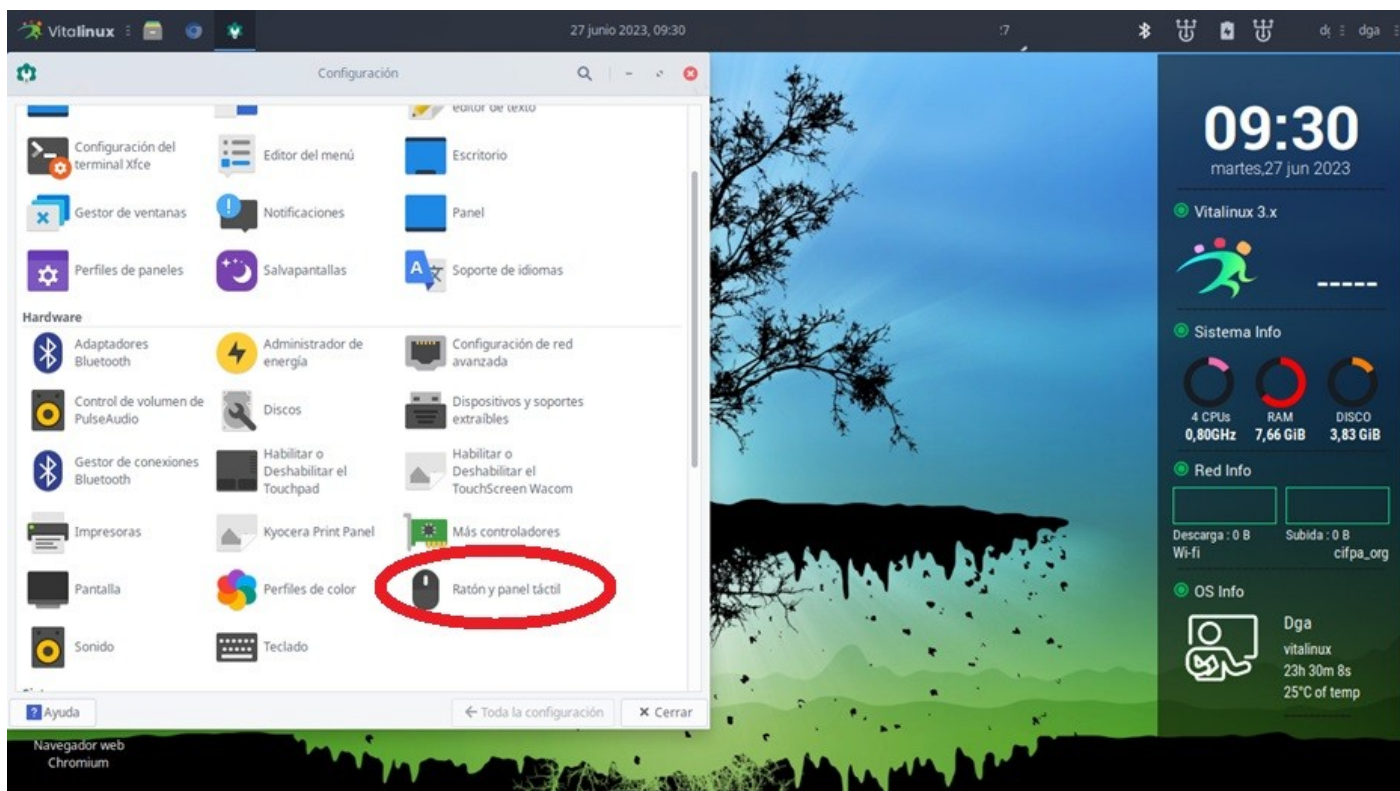 Vitalinux
27 junio 2023, 09:30
:7
dga
Configuración
editor de texto
Configuración del
terminal Xfce
Editor del menú
Escritorio
Gestor de ventanas
Notificaciones
Panel
Perfiles de paneles
Salvapantallas
Soporte de idiomas
Hardware
Adaptadores
Bluetooth
Administrador de
energía
Configuración de red
avanzada
Control de volumen de
PulseAudio
Discos
Dispositivos y soportes
extraíbles
Gestor de conexiones
Bluetooth
Habilitar o
Deshabilitar el
Touchpad
Habilitar o
Deshabilitar el
TouchScreen Wacom
Impresoras
Kyocera Print Panel
Más controladores
Pantalla
Perfiles de color
Ratón y panel táctil
Sonido
Teclado
Ayuda
Toda la configuración
Cerrar
Navegador web
Chromium
09:30
martes,27 jun 2023
Vitalinux 3.x
-----
Sistema Info
4 CPUs
0,80GHz
RAM
7,66 GiB
DISCO
3,83 GiB
Red Info
Descarga : 0 B
Subida : 0 B
Wi-fi
cifpa_org
OS Info
Dga
vitalinux
23h 30m 8s
25°C of temp